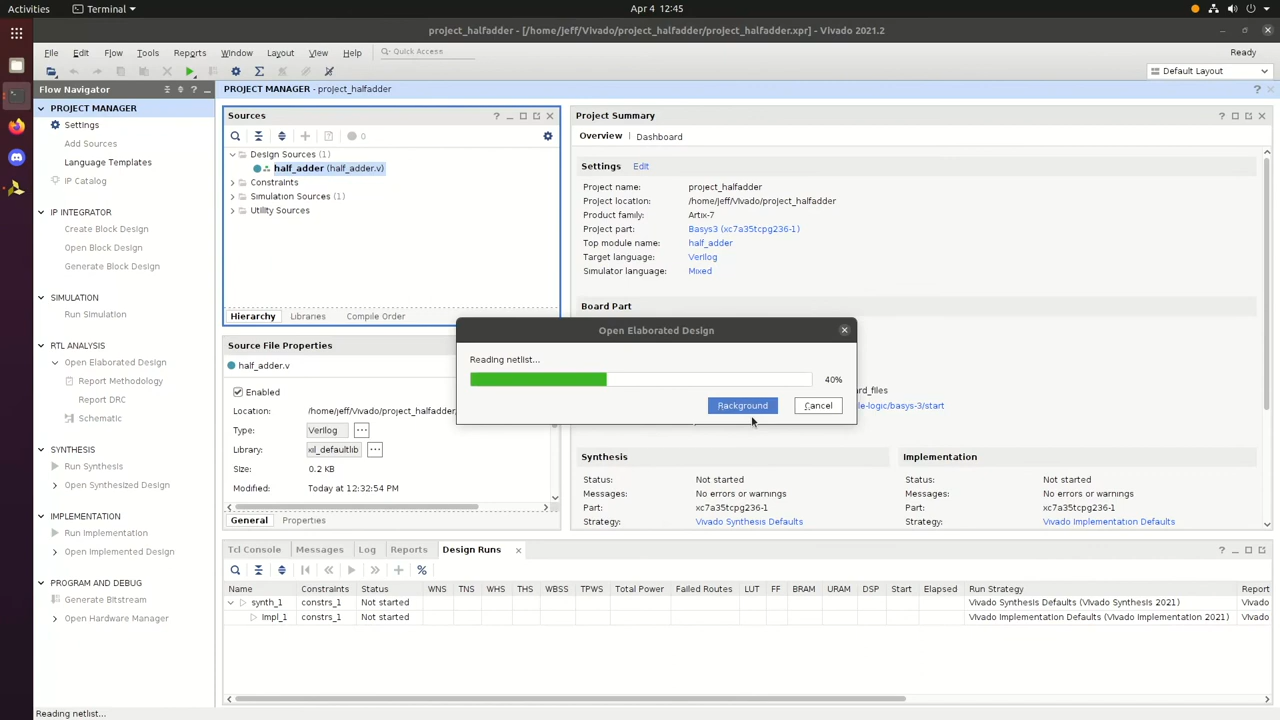 Activities
Terminal
Apr 4 12:45
project_halfadder - [/home/jeff/Vivado/project_halfadder/project_halfadder.xpr] - Vivado 2021.2
File Edit Flow Tools Reports Window Layout View Help
Quick Access
Ready
Default Layout
Flow Navigator
PROJECT MANAGER
Settings
Add Sources
Language Templates
IP Catalog
IP INTEGRATOR
Create Block Design
Open Block Design
Generate Block Design
SIMULATION
Run Simulation
RTL ANALYSIS
Open Elaborated Design
Report Methodology
Report DRC
Schematic
SYNTHESIS
Run Synthesis
Open Synthesized Design
IMPLEMENTATION
Run Implementation
Open Implemented Design
PROGRAM AND DEBUG
Generate Bitstream
Open Hardware Manager
PROJECT MANAGER - project_halfadder
Sources
0
Design Sources (1)
half_adder (half_adder.v)
Constraints
Simulation Sources (1)
Utility Sources
Hierarchy Libraries Compile Order
Source File Properties
half_adder.v
Enabled
Location: /home/jeff/Vivado/project_halfadder
Type: Verilog
Library: xil_defaultlib
Size: 0.2 KB
Modified: Today at 12:32:54 PM
General Properties
Project Summary
Overview | Dashboard
Settings Edit
Project name: project_halfadder
Project location: /home/jeff/Vivado/project_halfadder
Product family: Artix-7
Project part: Basys3 (xc7a35tcpg236-1)
Top module name: half_adder
Target language: Verilog
Simulator language: Mixed
Board Part
rd_files
le-logic/basys-3/start
Open Elaborated Design
Reading netlist...
40%
Background Cancel
Synthesis
Status: Not started
Messages: No errors or warnings
Part: xc7a35tcpg236-1
Strategy: Vivado Synthesis Defaults
Implementation
Status: Not started
Messages: No errors or warnings
Part: xc7a35tcpg236-1
Strategy: Vivado Implementation Defaults
Tcl Console Messages Log Reports Design Runs
Name Constraints Status WNS TNS WHS THS WBSS TPWS Total Power Failed Routes LUT FF BRAM URAM DSP Start Elapsed Run Strategy Report
synth_1 constrs_1 Not started Vivado Synthesis Defaults (Vivado Synthesis 2021) Vivado
impl_1 constrs_1 Not started Vivado Implementation Defaults (Vivado Implementation 2021) Vivado
Reading netlist...